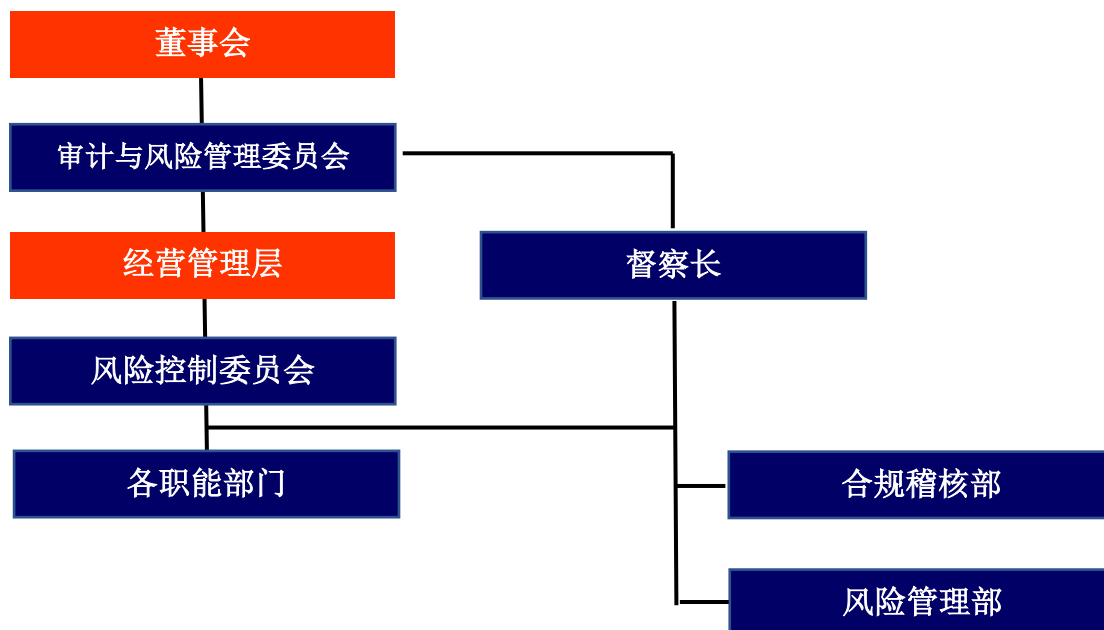 董事会
审计与风险管理委员会
经营管理层
督察长
风险控制委员会
各职能部门
合规稽核部
风险管理部